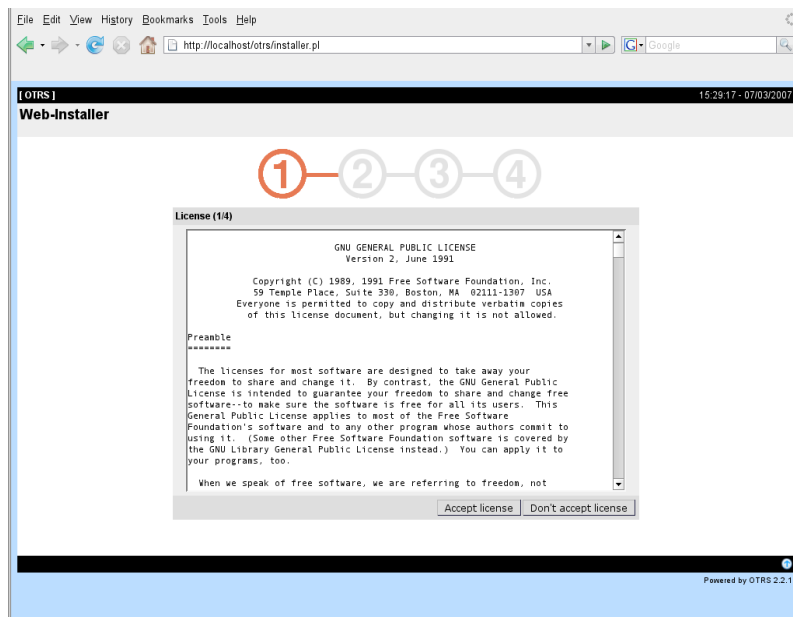 File Edit View History Bookmarks Tools Help
http://localhost/otrs/installer.pl G Google
[ OTRS ] 15:29:17 - 07/03/2007
Web-Installer
1 2 3 4
License (1/4)
GNU GENERAL PUBLIC LICENSE
Version 2, June 1991
Copyright (C) 1989, 1991 Free Software Foundation, Inc.
59 Temple Place, Suite 330, Boston, MA 02111-1307 USA
Everyone is permitted to copy and distribute verbatim copies
of this license document, but changing it is not allowed.
Preamble
========
The licenses for most software are designed to take away your
freedom to share and change it. By contrast, the GNU General Public
License is intended to guarantee your freedom to share and change free
software--to make sure the software is free for all its users. This
General Public License applies to most of the Free Software
Foundation's software and to any other program whose authors commit to
using it. (Some other Free Software Foundation software is covered by
the GNU Library General Public License instead.) You can apply it to
your programs, too.
When we speak of free software, we are referring to freedom, not
Accept license Don't accept license
Powered by OTRS 2.2.1